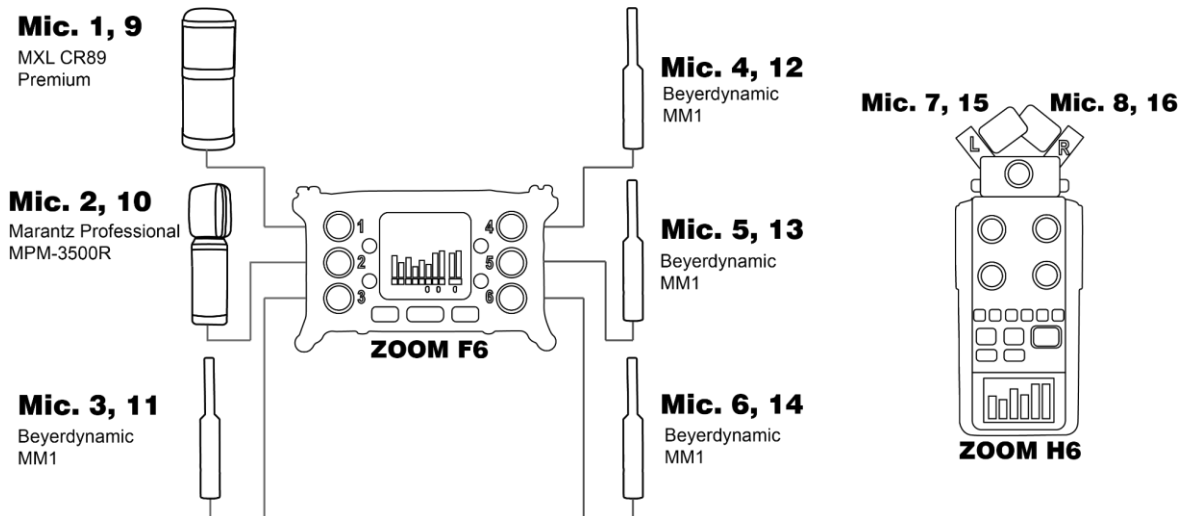 Mic. 1, 9
MXL CR89
Premium
Mic. 2, 10
Marantz Professional
MPM-3500R
Mic. 3, 11
Beyerdynamic
MM1
1
2
3
4
5
6
ZOOM F6
Mic. 4, 12
Beyerdynamic
MM1
Mic. 5, 13
Beyerdynamic
MM1
Mic. 6, 14
Beyerdynamic
MM1
Mic. 7, 15
Mic. 8, 16
L
R
ZOOM H6